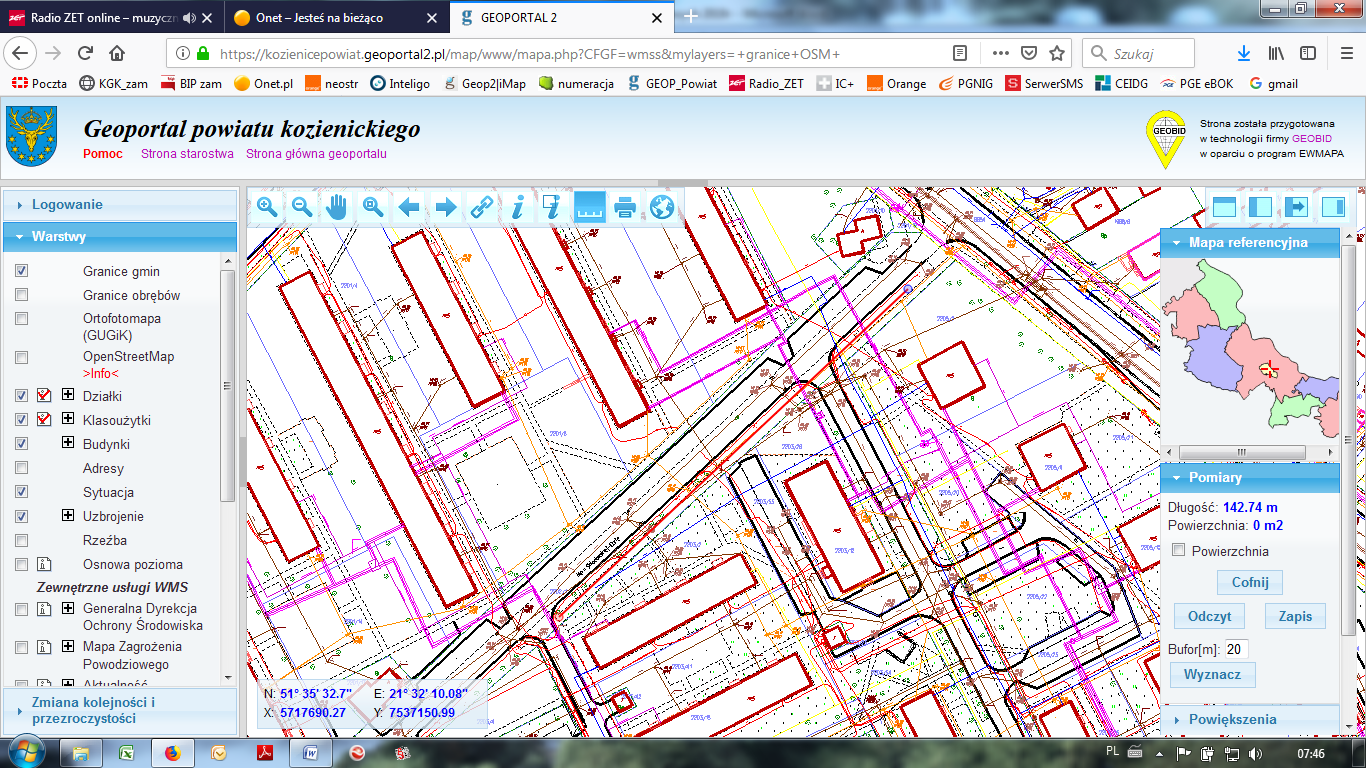 Radio ZET online – muzyczn
Onet – Jesteś na bieżąco
GEOPORTAL 2
https://kozienicepowiat.geoportal2.pl/map/www/mapa.php?CFGF=wmss&mylayers=+granice+OSM+
Szukaj
Poczta
KGK_zam
BIP zam
Onet.pl
neostr
Inteligo
Geop2|iMap
numeracja
GEOP_Powiat
Radio_ZET
IC+
Orange
PGNIG
SerwerSMS
CEIDG
PGE eBOK
gmail
Geoportal powiatu kozienickiego
Pomoc Strona starostwa Strona główna geoportalu
GEOBID
Strona została przygotowana
w technologii firmy GEOBID
w oparciu o program EWMAPA
Logowanie
Warstwy
Granice gmin
Granice obrębów
Ortofotomapa
(GUGiK)
OpenStreetMap
>Info<
Działki
Klasoużytki
Budynki
Adresy
Sytuacja
Uzbrojenie
Rzeźba
Osnowa pozioma
Zewnętrzne usługi WMS
Generalna Dyrekcja
Ochrony Środowiska
Mapa Zagrożenia
Powodziowego
Aktualność
Zmiana kolejności i
przezroczystości
N: 51° 35' 32.7" E: 21° 32' 10.08"
X: 5717690.27 Y: 7537150.99
Mapa referencyjna
Pomiary
Długość: 142.74 m
Powierzchnia: 0 m2
Powierzchnia
Cofnij
Odczyt
Zapis
Bufor[m]: 20
Wyznacz
Powiększenia
PL
07:46